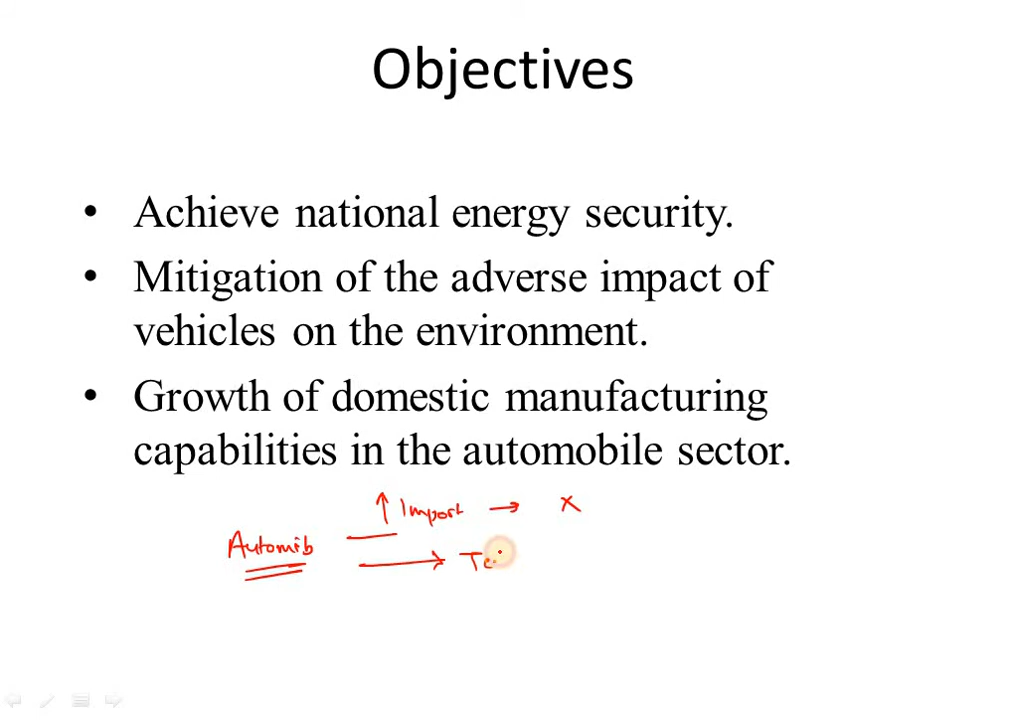 Objectives
• Achieve national energy security.
• Mitigation of the adverse impact of
vehicles on the environment.
• Growth of domestic manufacturing
capabilities in the automobile sector.
↑ Import → x
Automib
→ Te